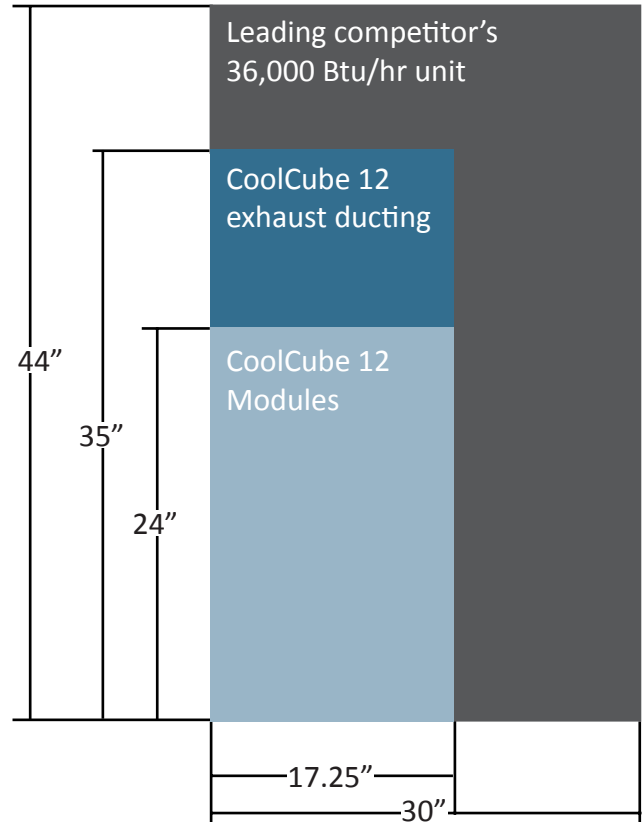 Leading competitor’s
36,000 Btu/hr unit
CoolCube 12
exhaust ducting
CoolCube 12
Modules
44”
35”
24”
17.25”
30”